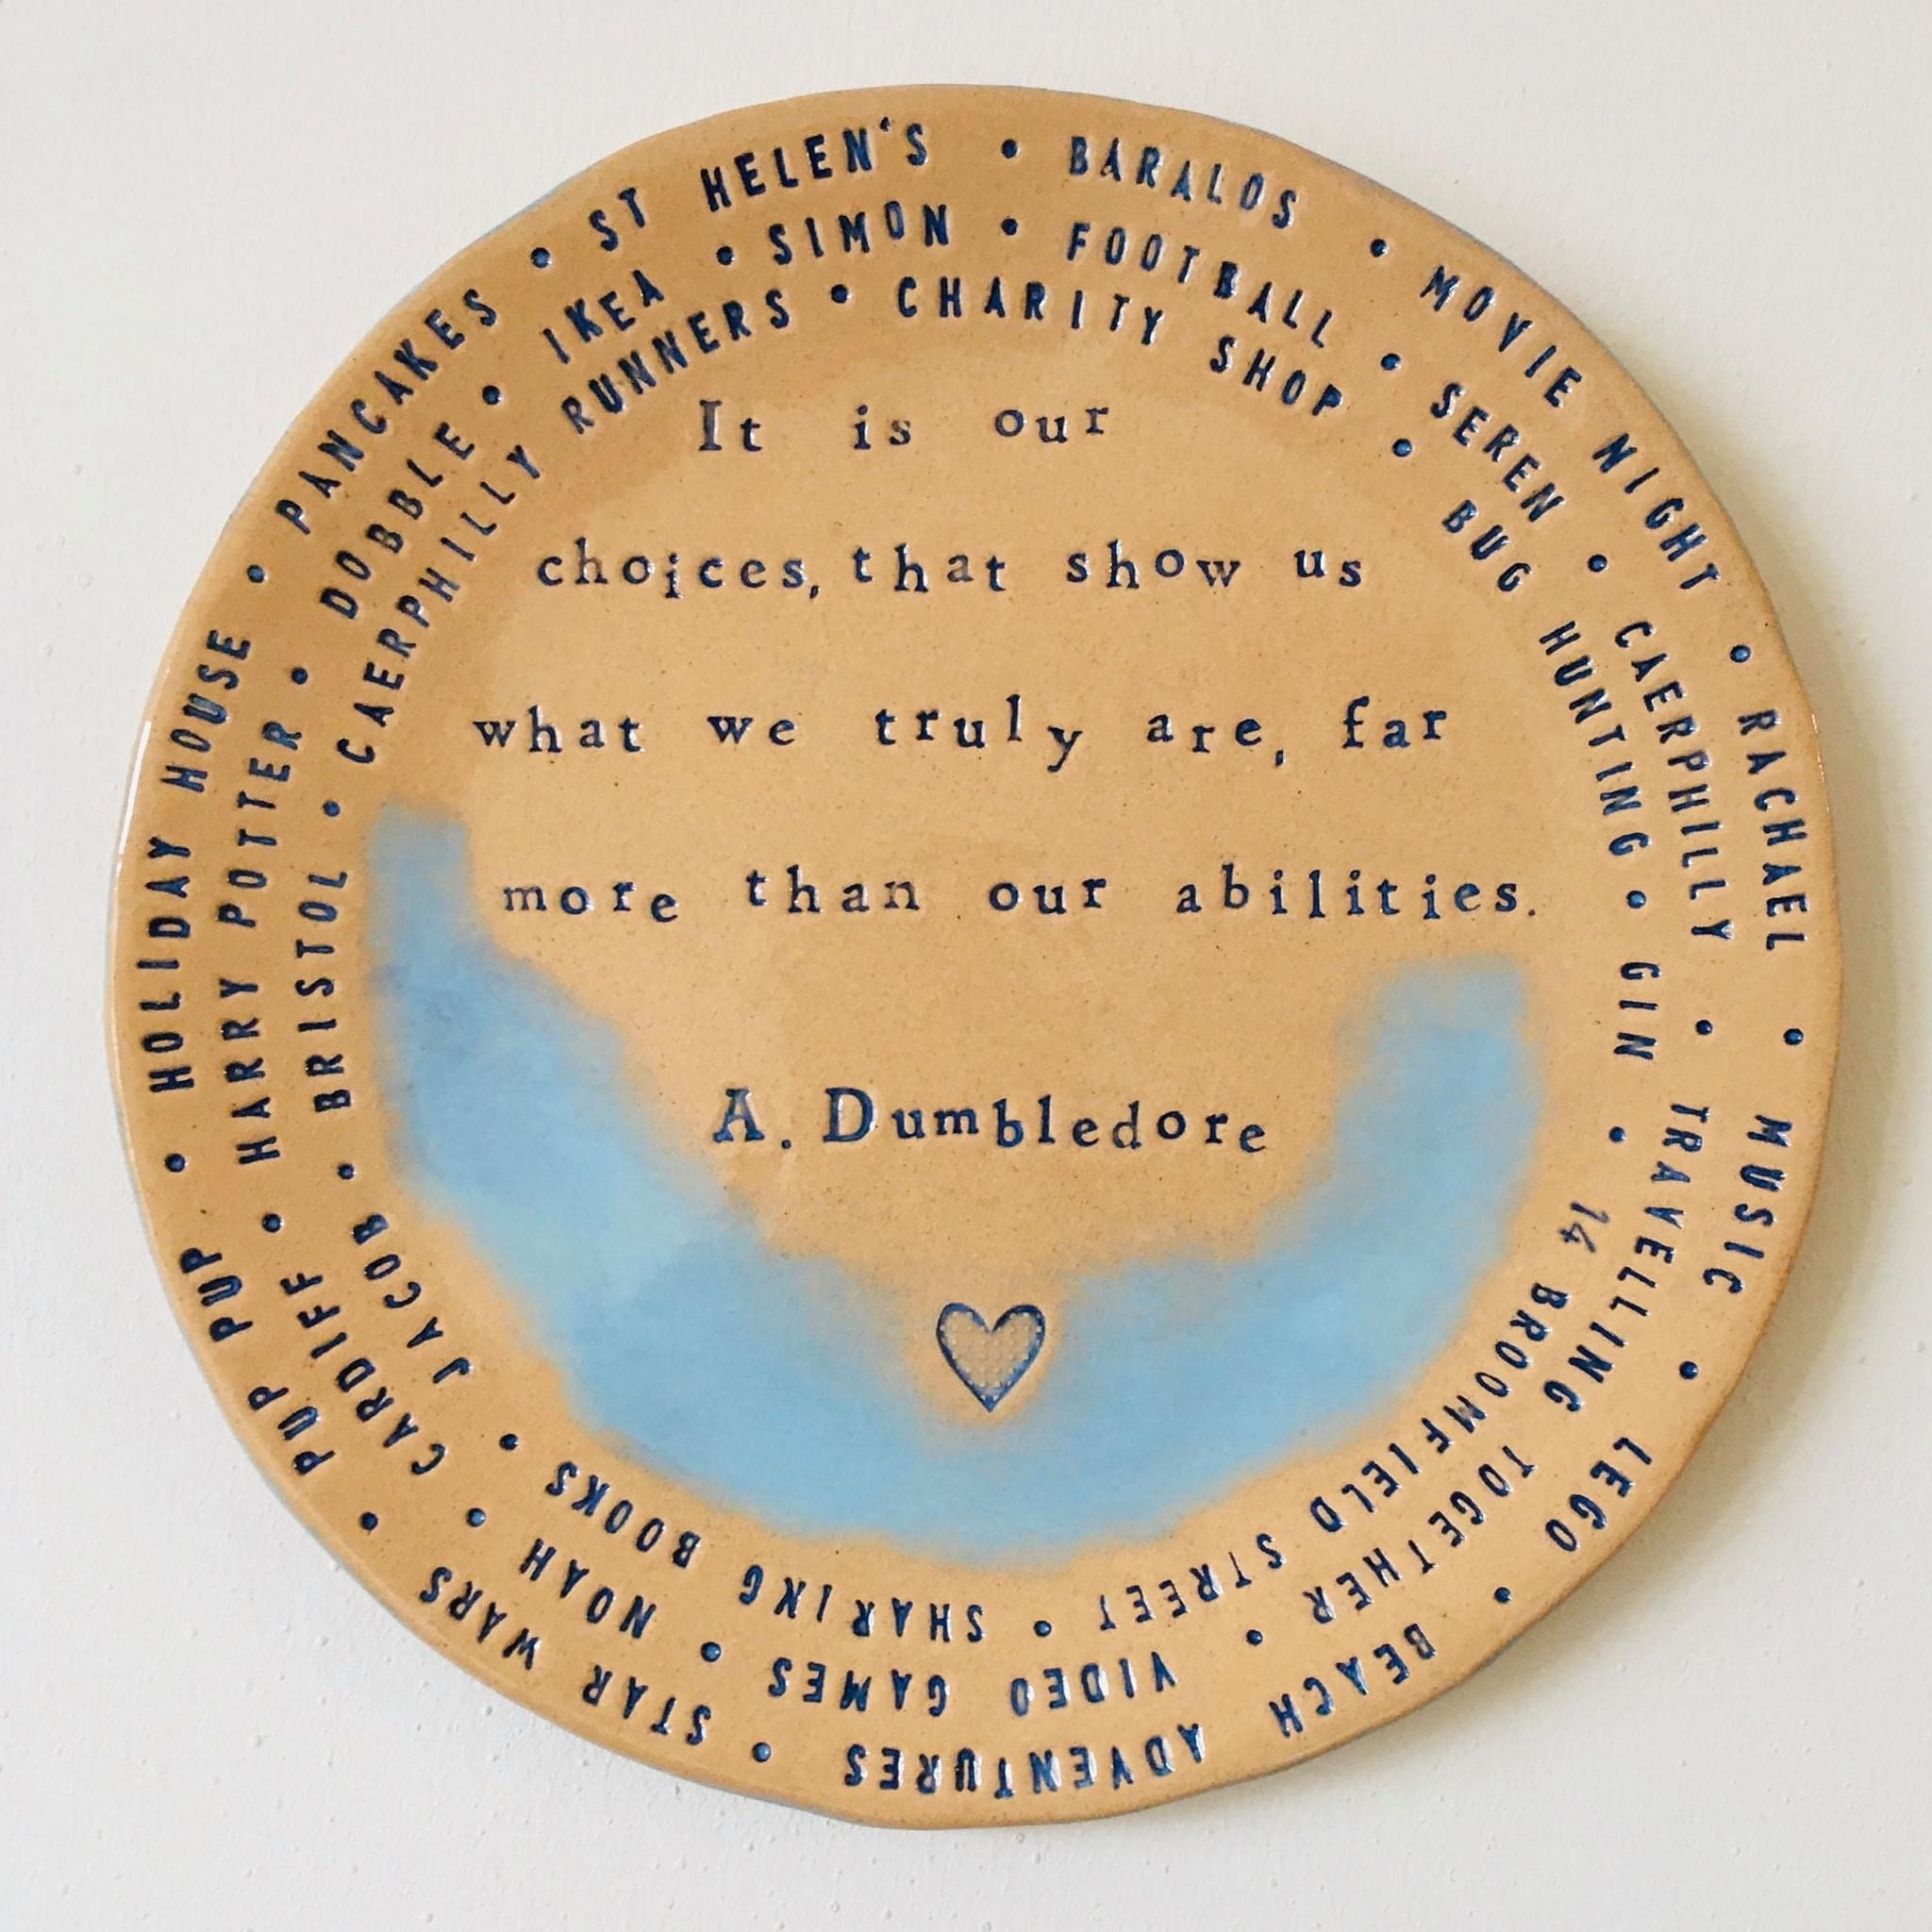 ST HELEN'S • BARALOS • MOVIE NIGHT • RACHAEL • MUSIC • LEGO • BEACH ADVENTURES • STAR WARS • PUP PUP • HOLIDAY HOUSE • PANCAKES •
SIMON • FOOTBALL • SEREN • CAERPHILLY • TRAVELLING TOGETHER • VIDEO GAMES • NOAH • CARDIFF • HARRY POTTER • DOBBLE • IKEA •
CHARITY SHOP • BUG HUNTING • GIN • 14 BROOMFIELD STREET • SHARING BOOKS • JACOB • BRISTOL • CAERPHILLY RUNNERS •
It is our
choices, that show us
what we truly are, far
more than our abilities.
A. Dumbledore